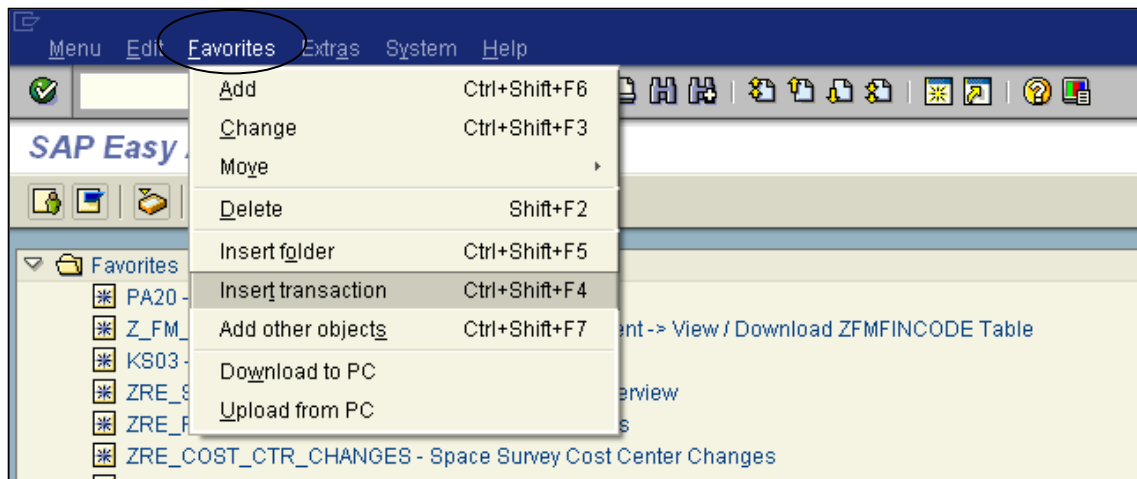 Menu Edit Favorites Extras System Help
Add Ctrl+Shift+F6
Change Ctrl+Shift+F3
SAP Easy
Move
Delete Shift+F2
Insert folder Ctrl+Shift+F5
Favorites
Insert transaction Ctrl+Shift+F4
PA20 -
Add other objects Ctrl+Shift+F7
Z_FM_ -> View / Download ZFMFINCODE Table
KS03 -
Download to PC
ZRE_
Upload from PC
ZRE_
ZRE_COST_CTR_CHANGES - Space Survey Cost Center Changes